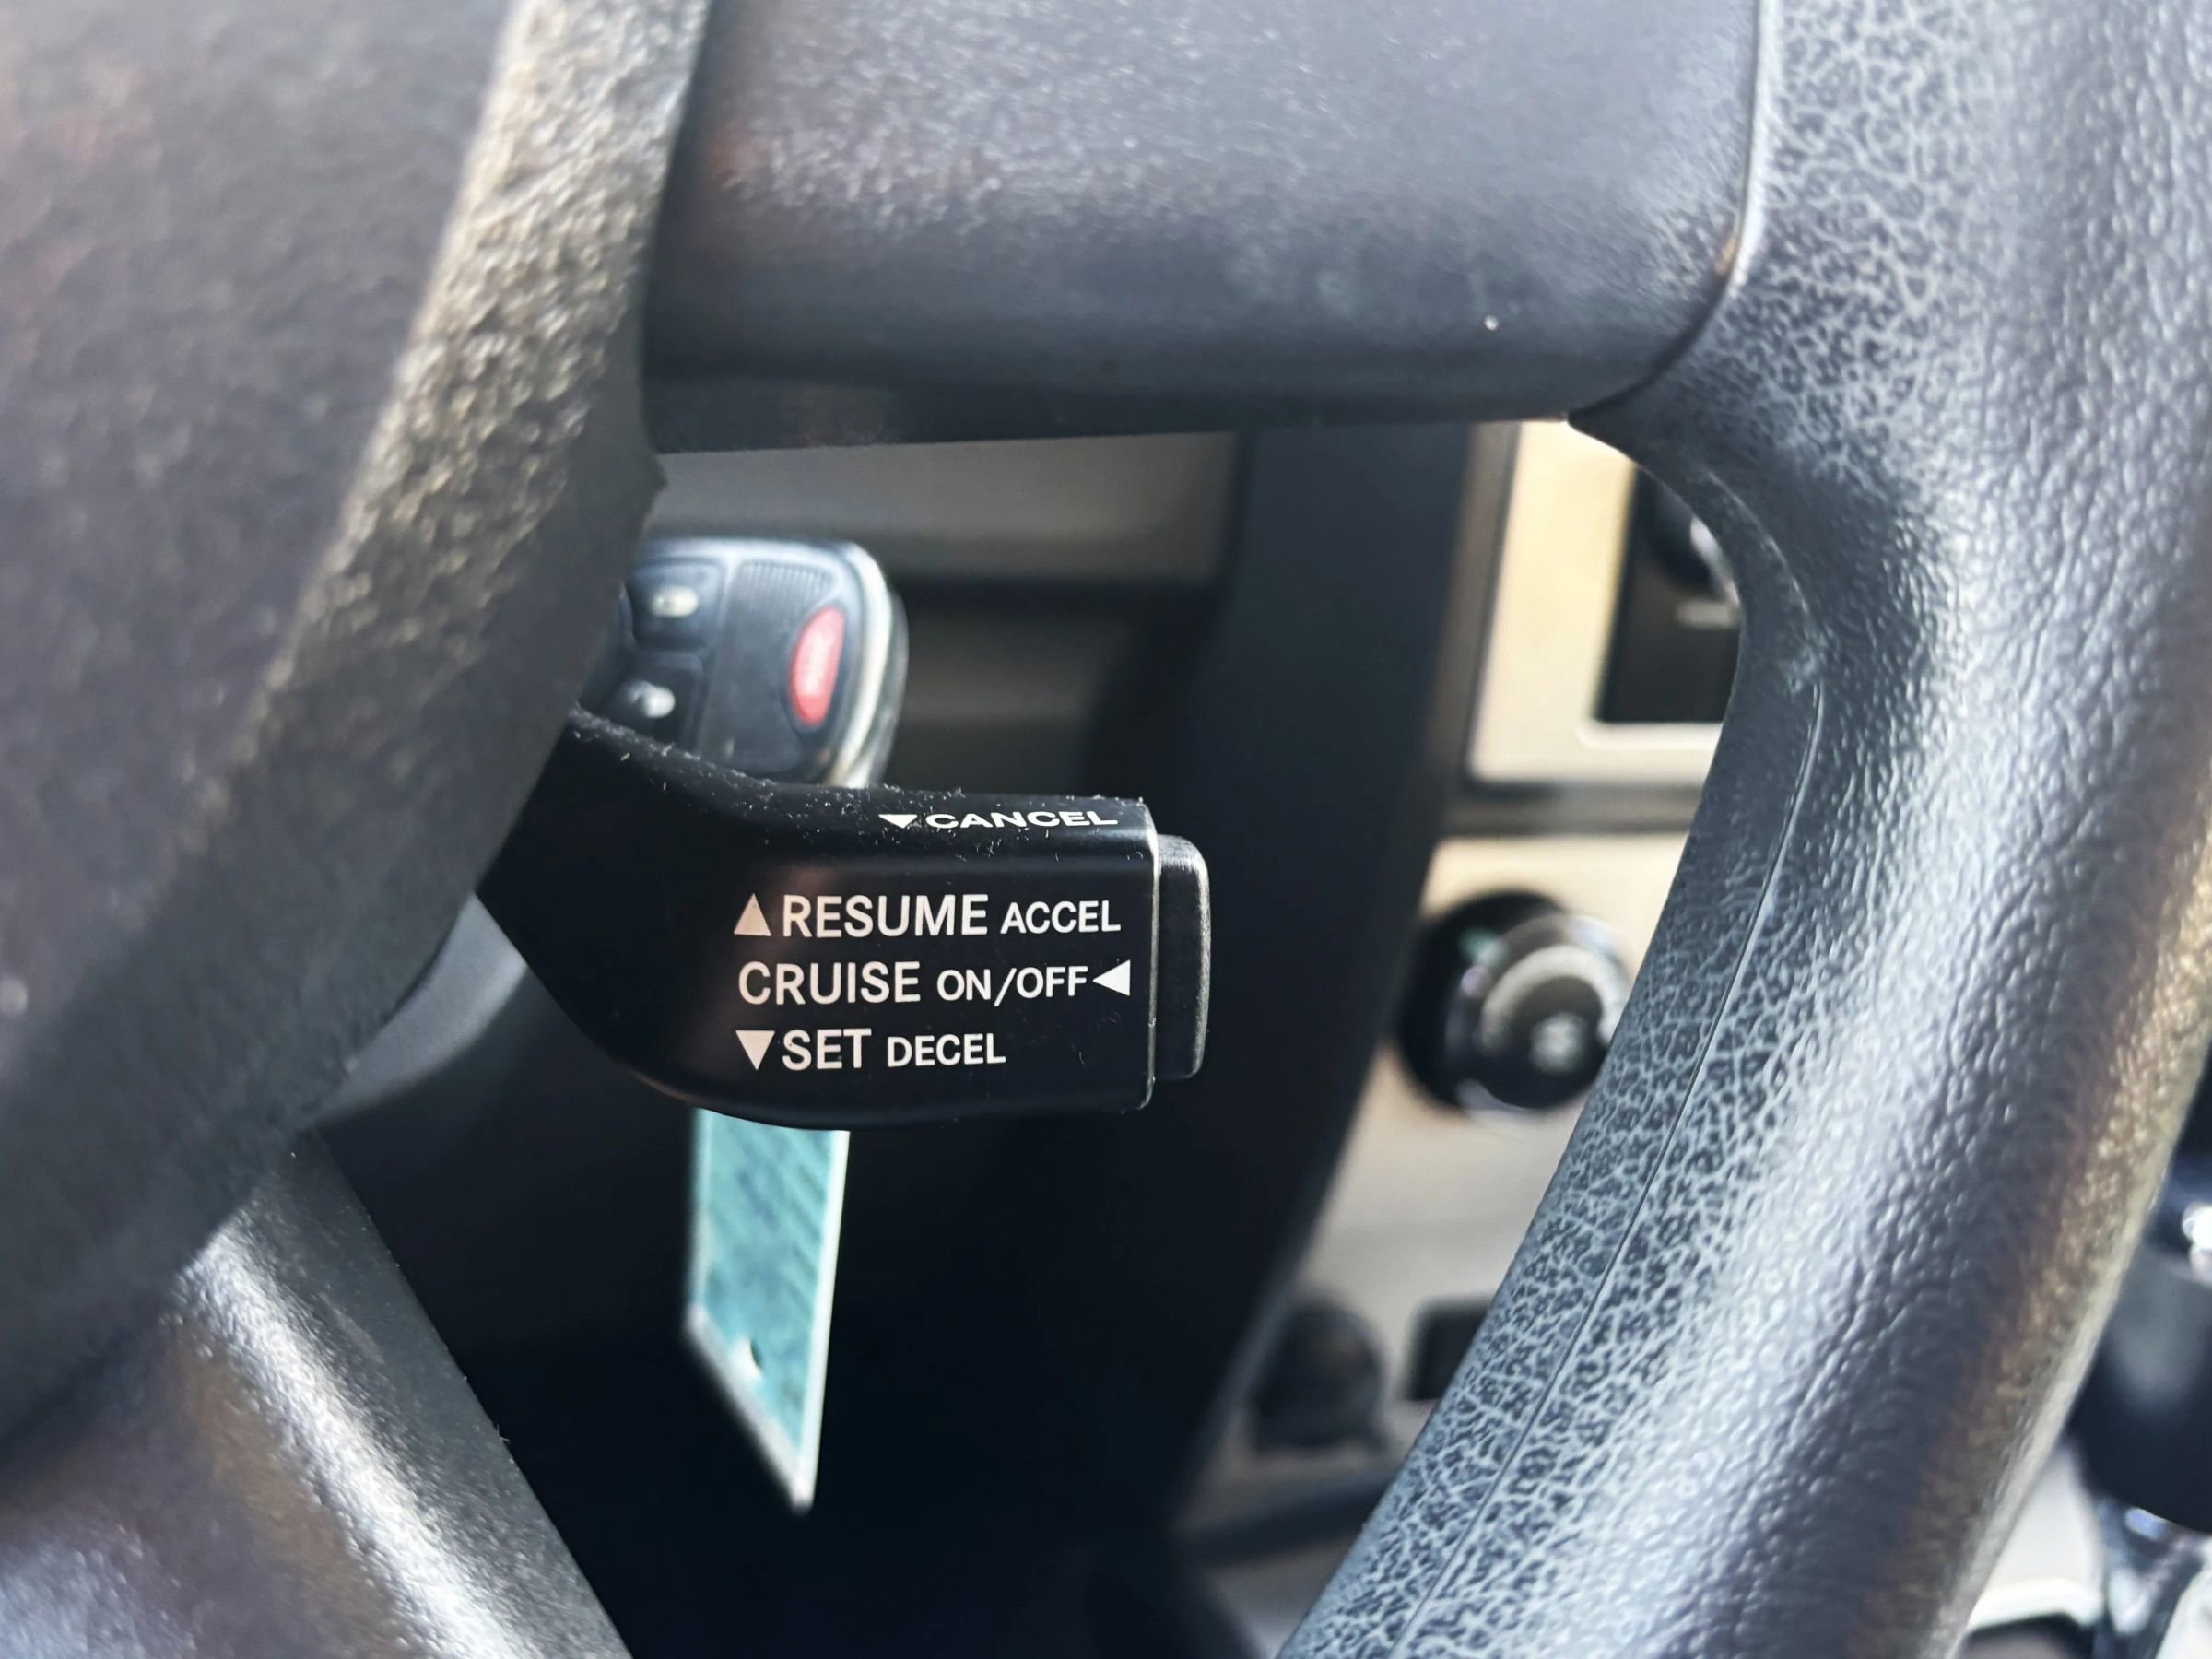 ▼CANCEL
▲RESUME ACCEL
CRUISE ON/OFF◀
▼SET DECEL